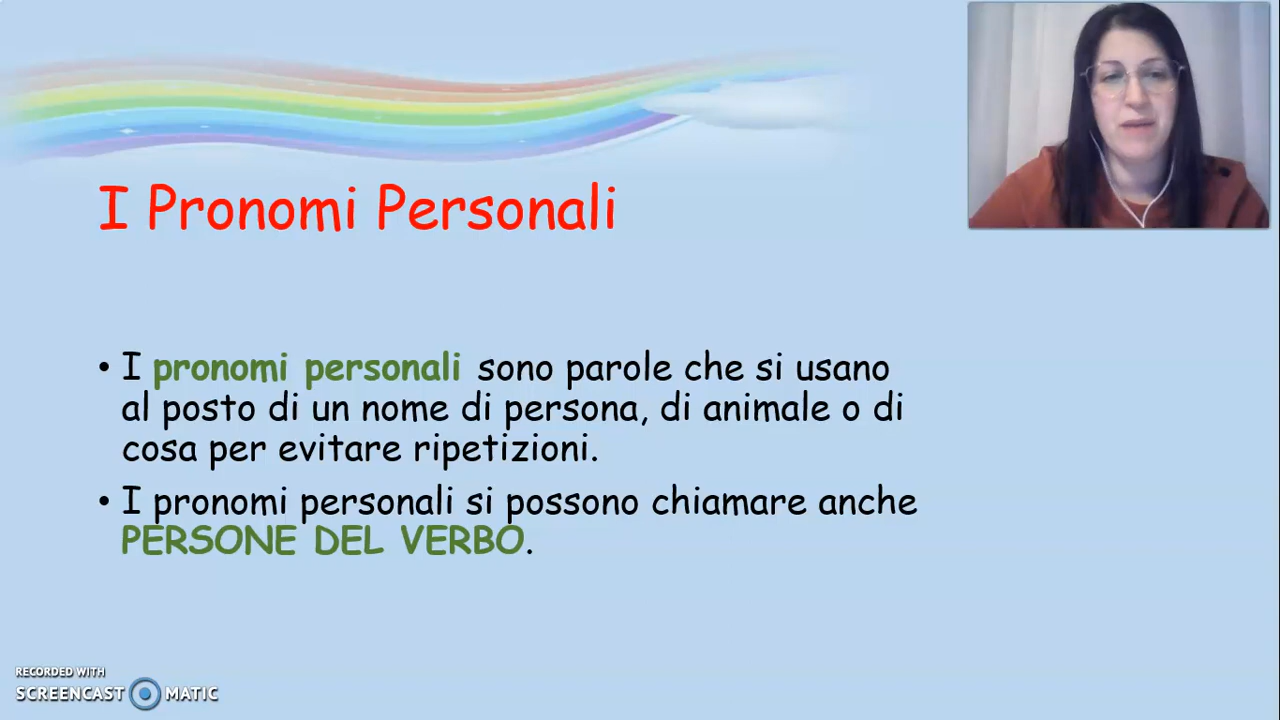 I Pronomi Personali
• I pronomi personali sono parole che si usano
al posto di un nome di persona, di animale o di
cosa per evitare ripetizioni.
• I pronomi personali si possono chiamare anche
PERSONE DEL VERBO.
RECORDED WITH
SCREENCAST MATIC